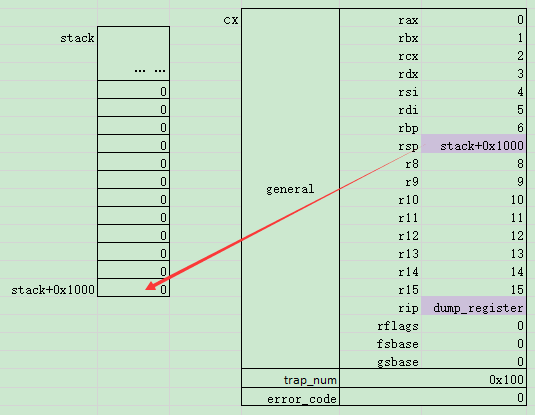 stack
... ...
0
0
0
0
0
0
0
0
0
0
0
stack+0x1000 0
cx
general
rax 0
rbx 1
rcx 2
rdx 3
rsi 4
rdi 5
rbp 6
rsp stack+0x1000
r8 8
r9 9
r10 10
r11 11
r12 12
r13 13
r14 14
r15 15
rip dump_register
rflags 0
fsbase 0
gsbase 0
trap_num 0x100
error_code 0